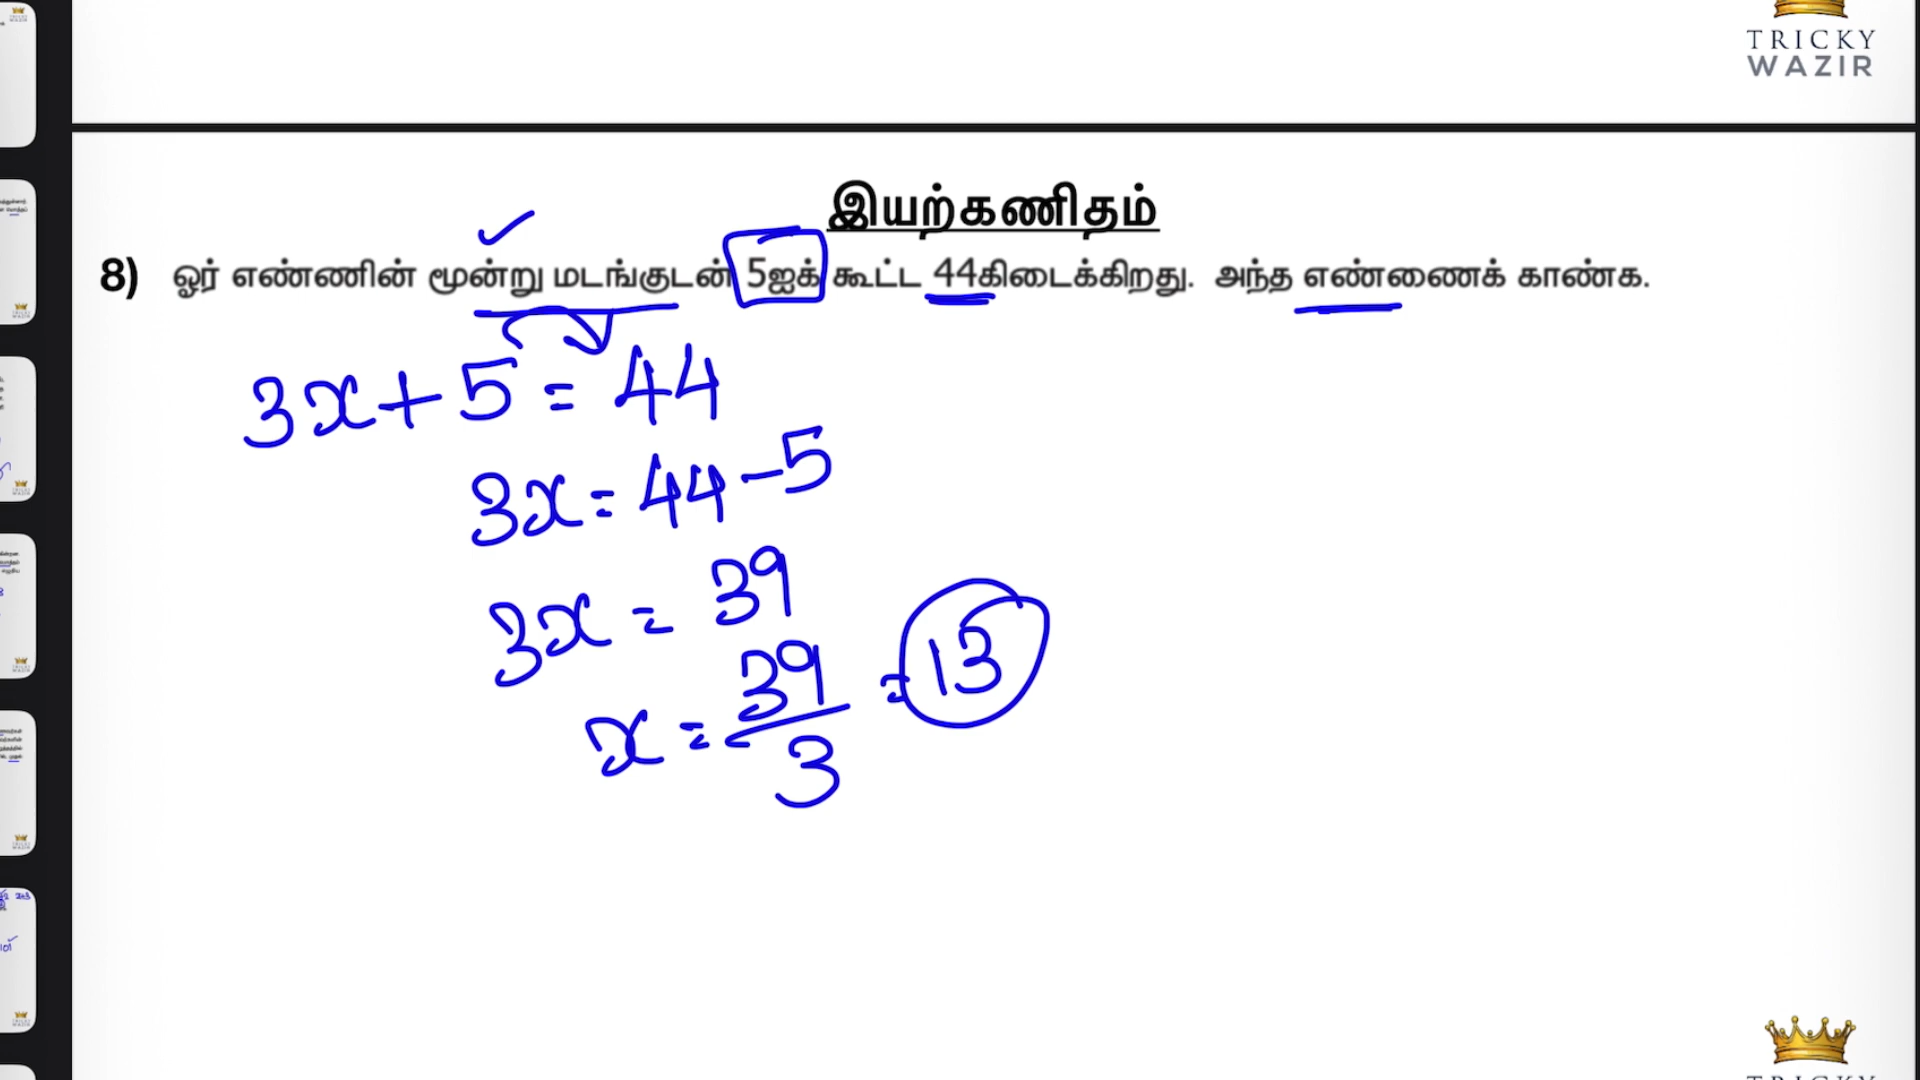 TRICKY
WAZIR
இயற்கணிதம்
8) ஓர் எண்ணின் மூன்று மடங்குடன் 5ஐக் கூட்ட 44கிடைக்கிறது. அந்த எண்ணைக் காண்க.
3x+5 = 44
3x = 44-5
3x = 39
x = 39/3 = 13